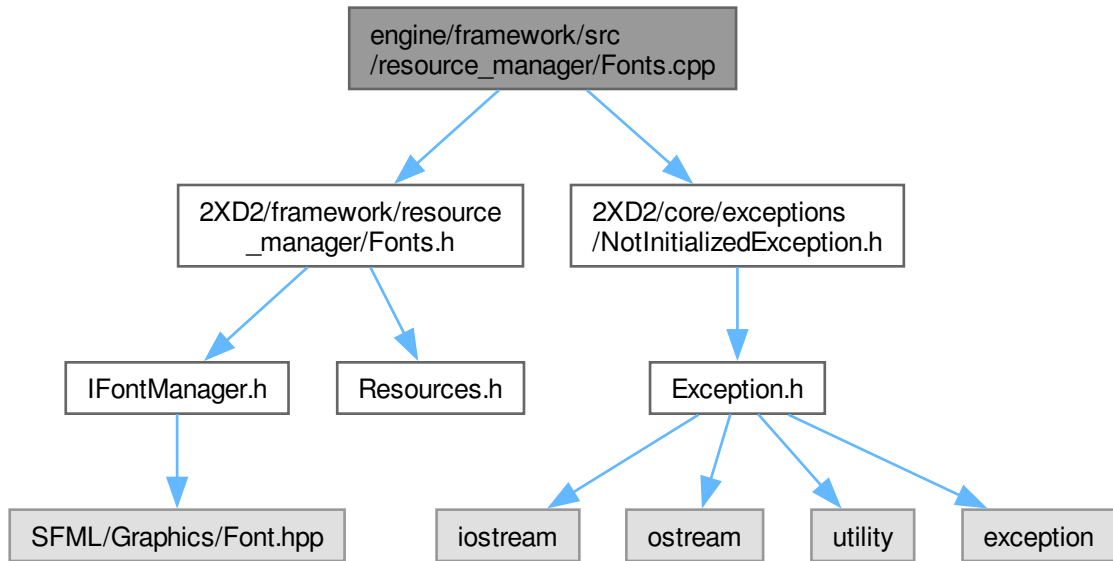 engine/framework/src
/resource_manager/Fonts.cpp
2XD2/framework/resource
_manager/Fonts.h
2XD2/core/exceptions
/NotInitializedException.h
IFontManager.h
Resources.h
Exception.h
SFML/Graphics/Font.hpp
iostream
ostream
utility
exception